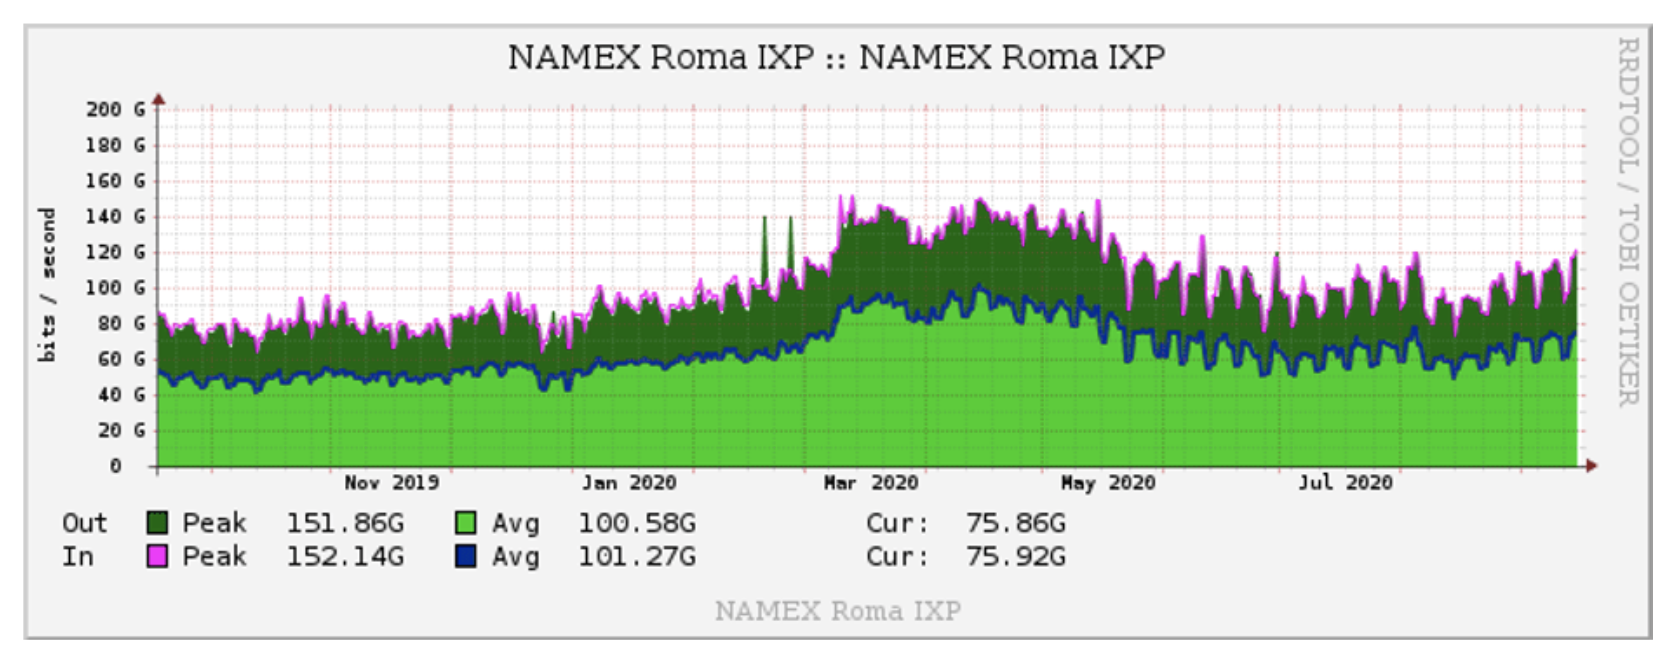 NAMEX Roma IXP :: NAMEX Roma IXP
RRDTOOL / TOBI OETIKER
bits / second
200 G
180 G
160 G
140 G
120 G
100 G
80 G
60 G
40 G
20 G
0
Nov 2019 Jan 2020 Mar 2020 May 2020 Jul 2020
Out Peak 151.86G Avg 100.58G Cur: 75.86G
In Peak 152.14G Avg 101.27G Cur: 75.92G
NAMEX Roma IXP